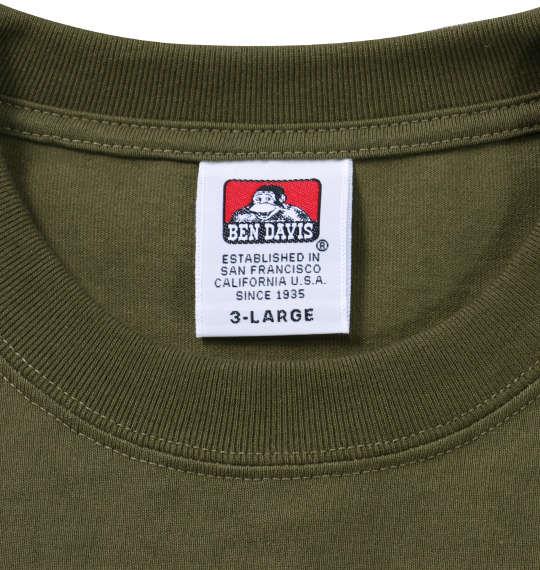 BEN DAVIS
®
ESTABLISHED IN
SAN FRANCISCO
CALIFORNIA U.S.A.
SINCE 1935
3-LARGE